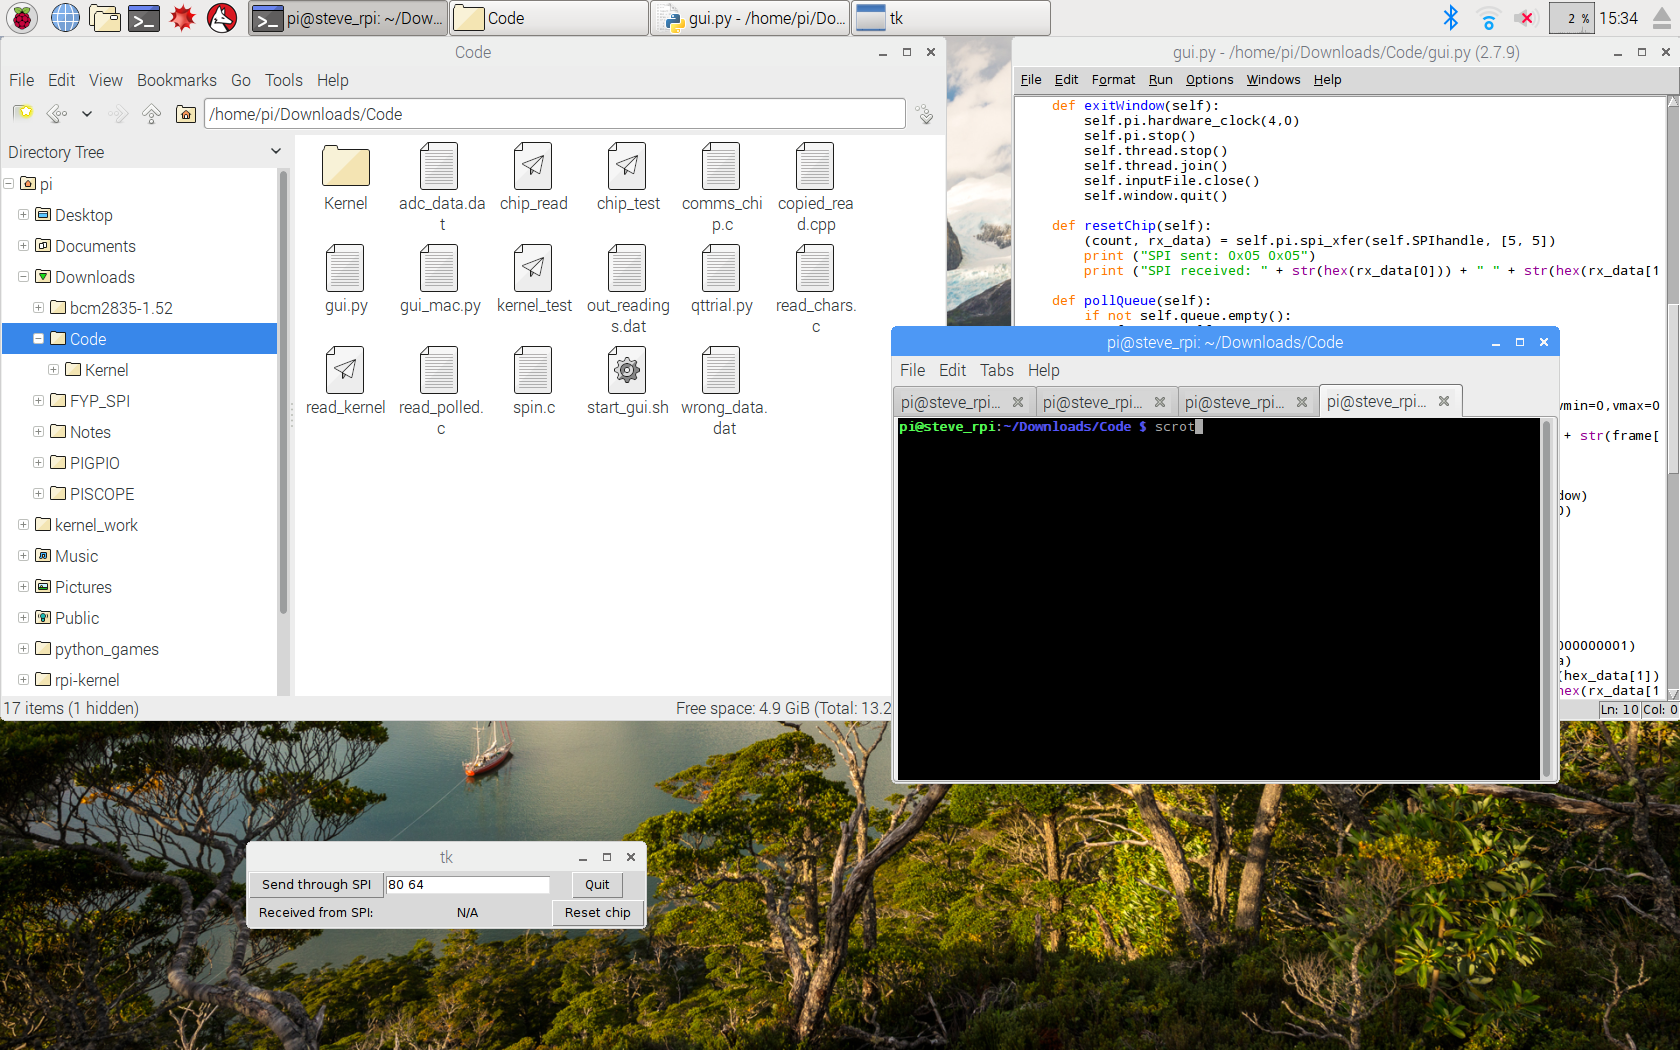 pi@steve_rpi: ~/Dow...
Code
gui.py - /home/pi/Do...
tk
2 %
15:34
Code
File Edit View Bookmarks Go Tools Help
/home/pi/Downloads/Code
Directory Tree
pi
Desktop
Documents
Downloads
bcm2835-1.52
Code
Kernel
FYP_SPI
Notes
PIGPIO
PISCOPE
kernel_work
Music
Pictures
Public
python_games
rpi-kernel
Kernel
adc_data.da
t
chip_read
chip_test
comms_chi
p.c
copied_rea
d.cpp
gui.py
gui_mac.py
kernel_test
out_reading
s.dat
qttrial.py
read_chars.
c
read_kernel
read_polled.
c
spin.c
start_gui.sh
wrong_data.
dat
17 items (1 hidden)
Free space: 4.9 GiB (Total: 13.2
gui.py - /home/pi/Downloads/Code/gui.py (2.7.9)
File Edit Format Run Options Windows Help
def exitWindow(self):
self.pi.hardware_clock(4,0)
self.pi.stop()
self.thread.stop()
self.thread.join()
self.inputFile.close()
self.window.quit()
def resetChip(self):
(count, rx_data) = self.pi.spi_xfer(self.SPIhandle, [5, 5])
print ("SPI sent: 0x05 0x05")
print ("SPI received: " + str(hex(rx_data[0])) + " " + str(hex(rx_data[1
def pollQueue(self):
if not self.queue.empty():
vmin=0,vmax=0
+ str(frame[
dow)
0)
000000001)
a)
(hex_data[1])
hex(rx_data[1
Ln: 10 Col: 0
pi@steve_rpi: ~/Downloads/Code
File Edit Tabs Help
pi@steve_rpi...
pi@steve_rpi...
pi@steve_rpi...
pi@steve_rpi...
pi@steve_rpi:~/Downloads/Code $ scrot
tk
Send through SPI 80 64 Quit
Received from SPI: N/A Reset chip